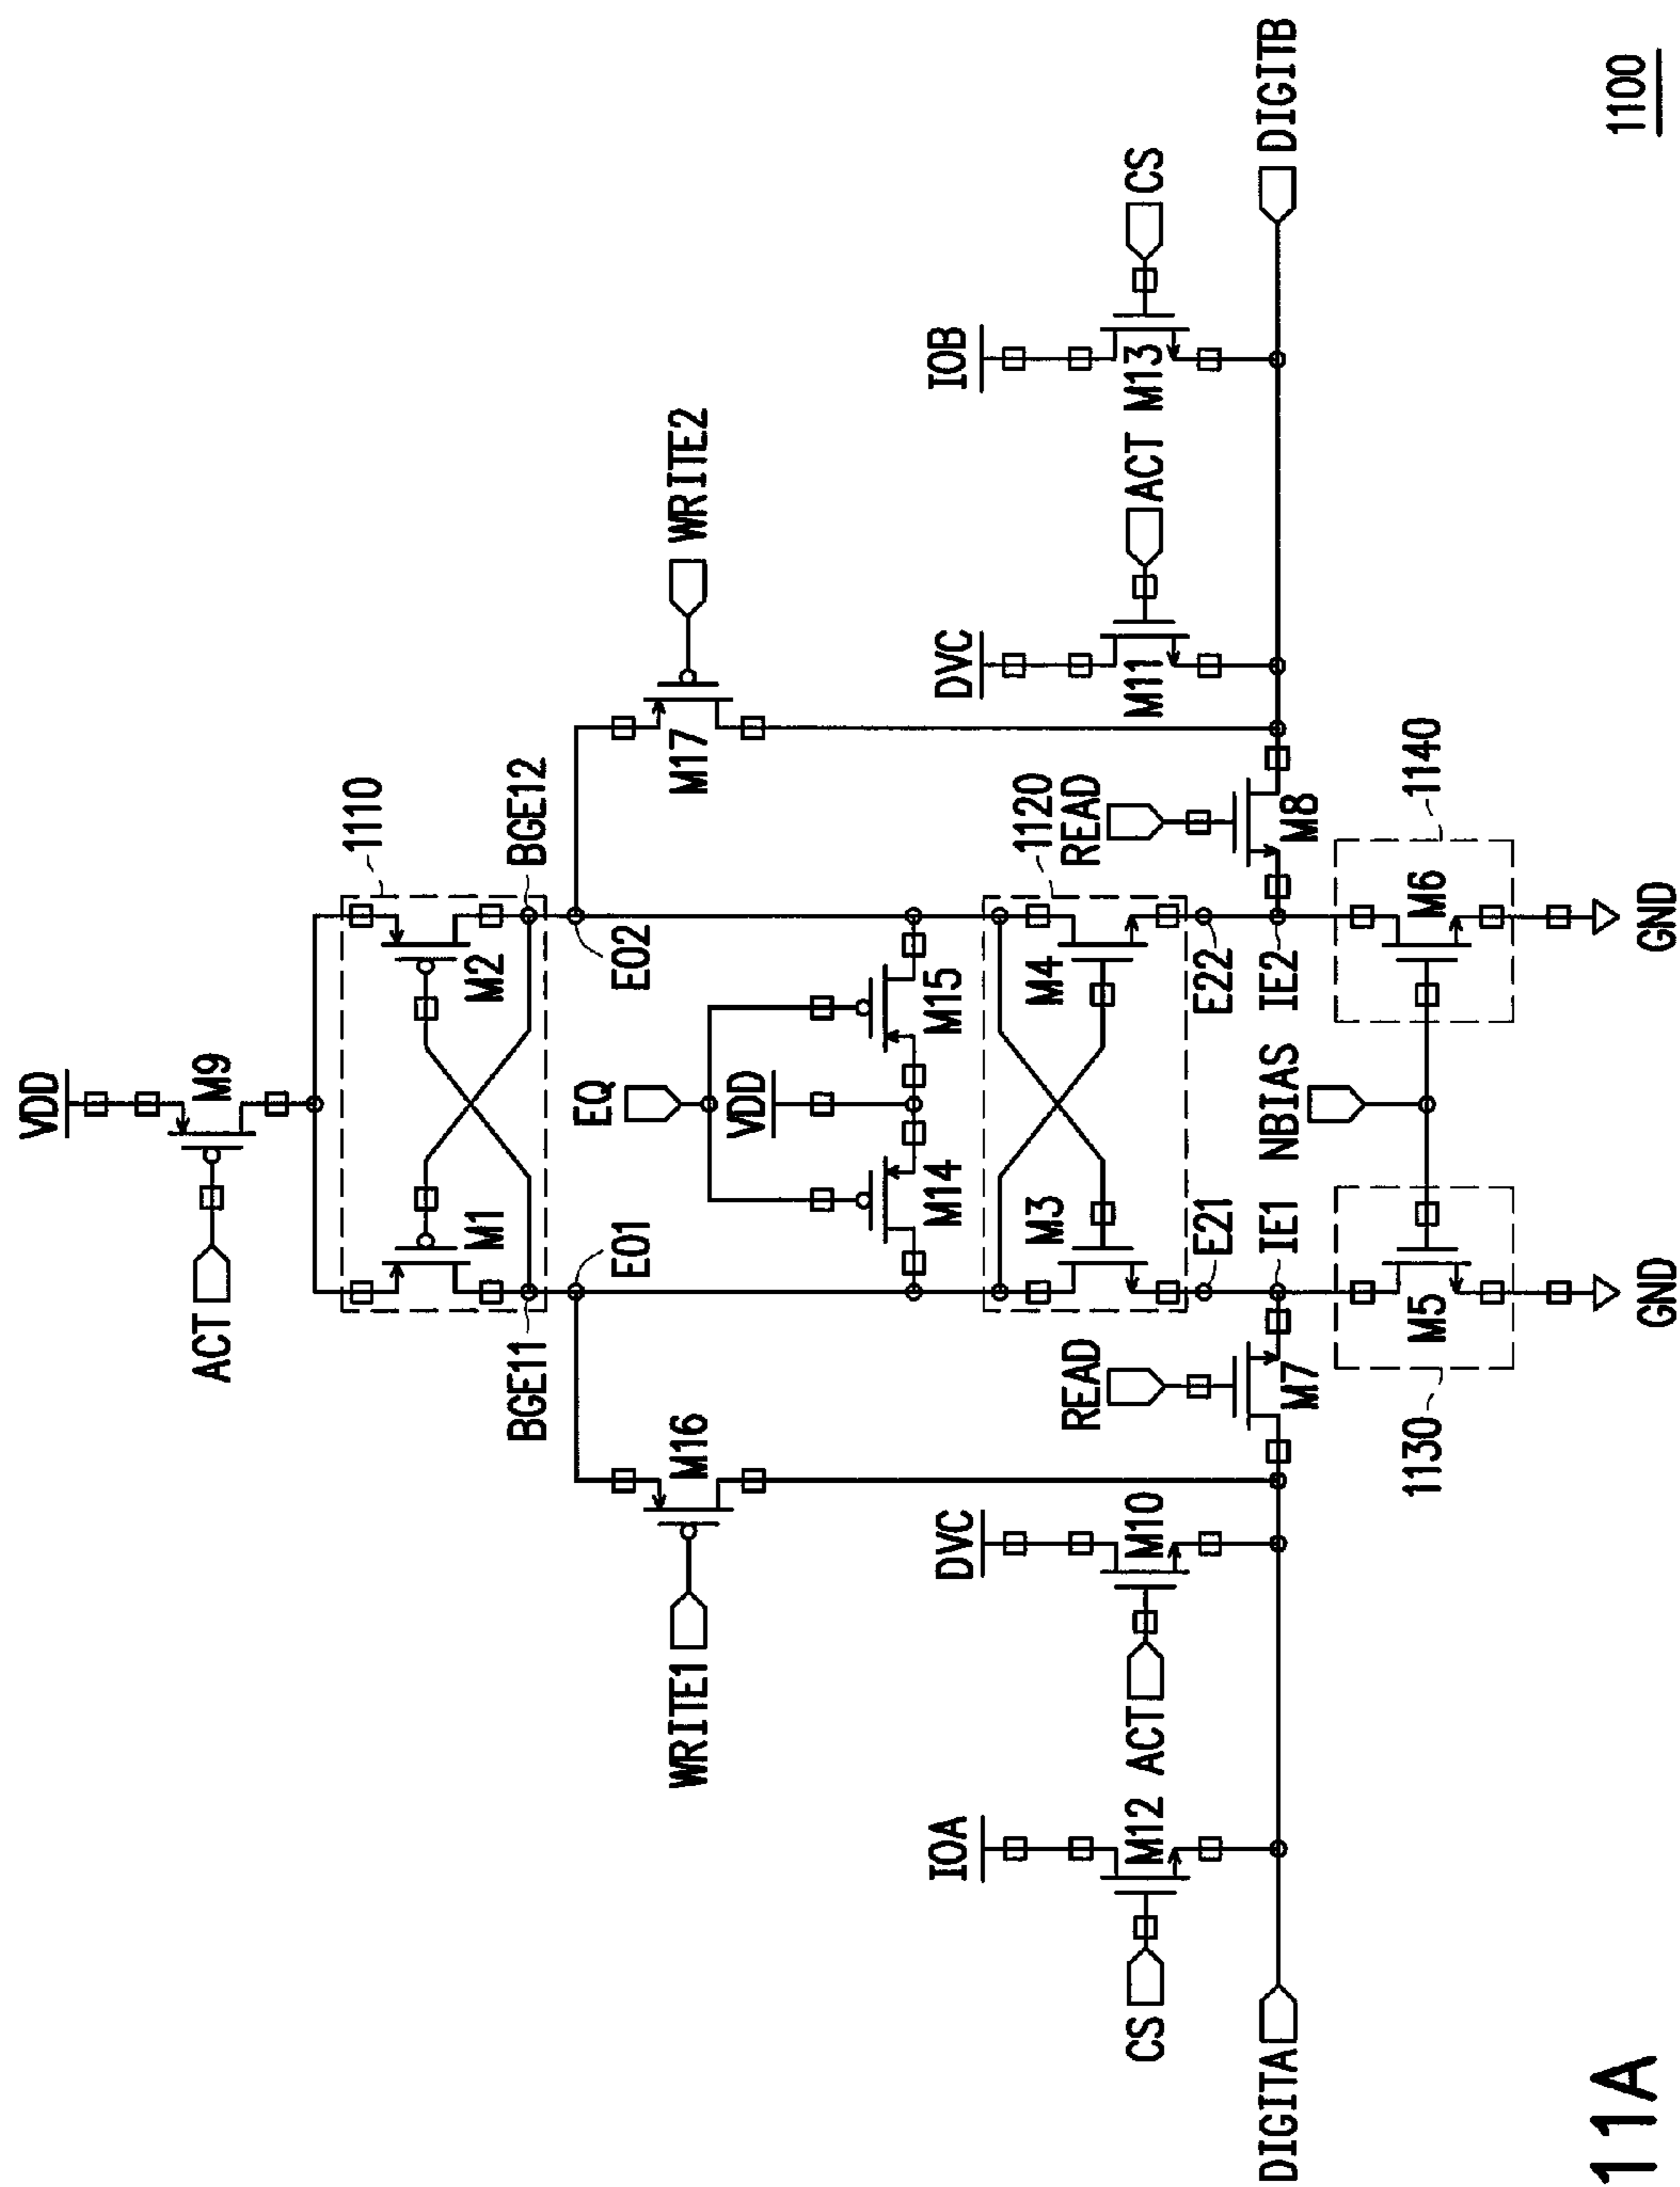 VDD
ACT
M9
1110
M1
M2
BGE11
BGE12
EQ
E01
E02
WRITE1
M16
M17
WRITE2
VDD
IOA
DVC
M14
M15
DVC
IOB
M3
M4
1120
READ
READ
CS
M12
ACT
M10
M11
ACT
M13
CS
E21
E22
DIGITA
M7
IE1
NBIAS
IE2
M8
DIGITB
1130
M5
M6
1140
GND
GND
11A
1100